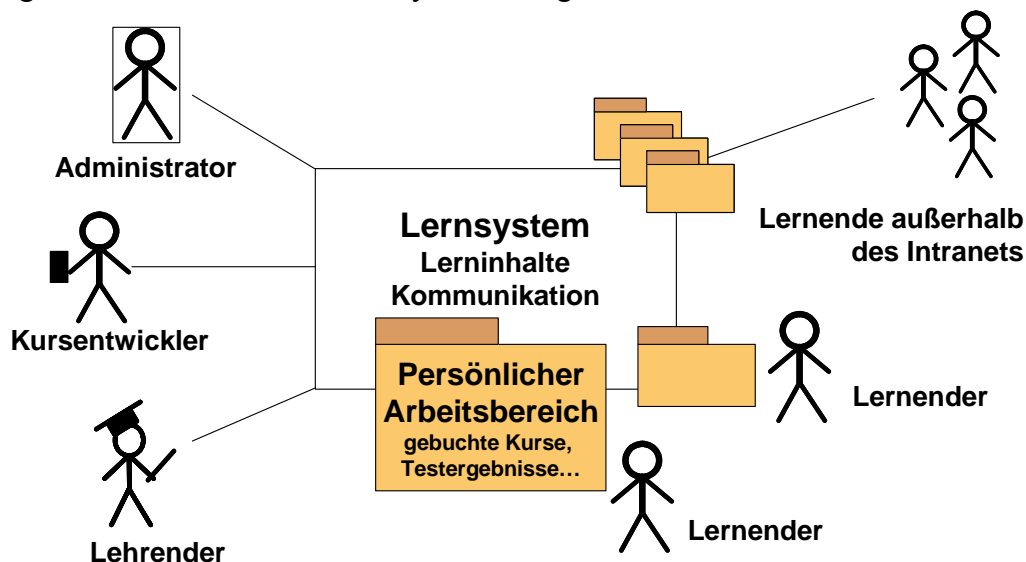 Administrator
Lernende außerhalb
des Intranets
Lernsystem
Lerninhalte
Kommunikation
Kursentwickler
Persönlicher
Arbeitsbereich
gebuchte Kurse,
Testergebnisse…
Lernender
Lernender
Lehrender